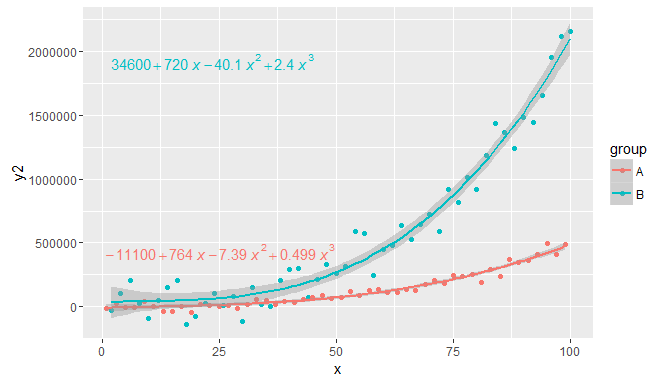 2000000
34600+720 x−40.1 x²+2.4 x³
1500000
1000000
500000
−11100+764 x−7.39 x²+0.499 x³
0
0 25 50 75 100
x
y2
group
A
B